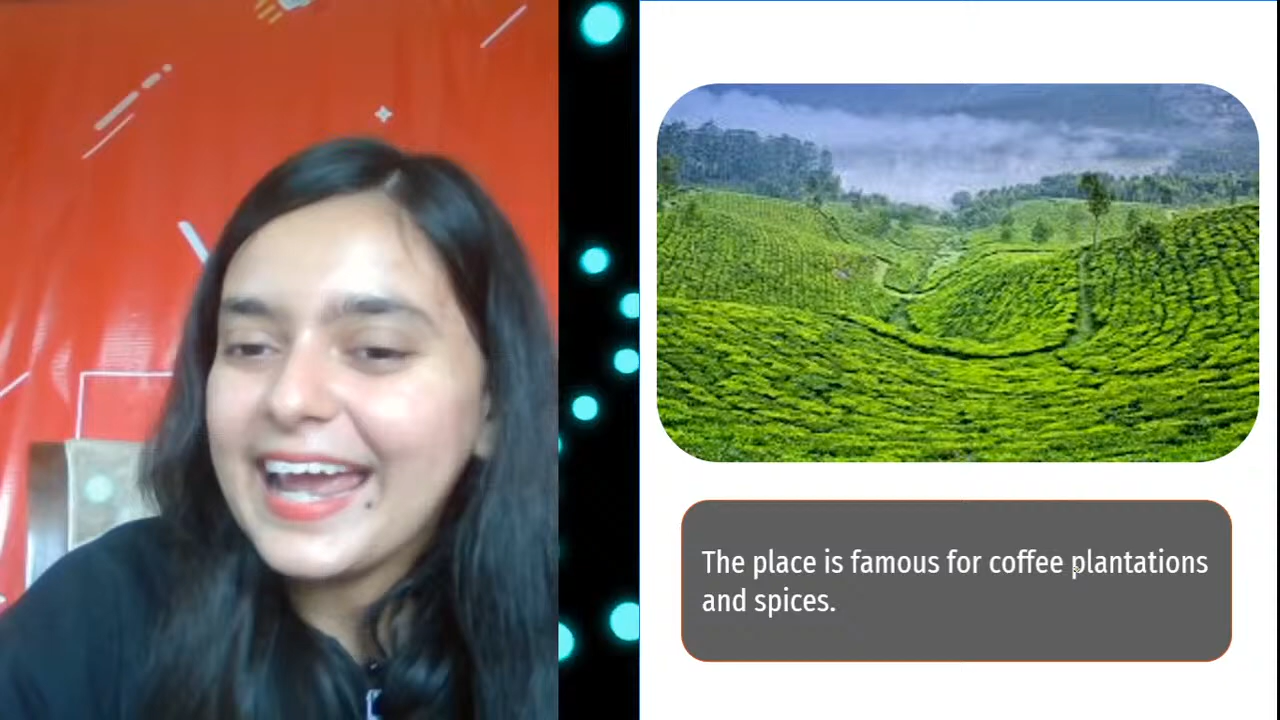 The place is famous for coffee plantations
and spices.